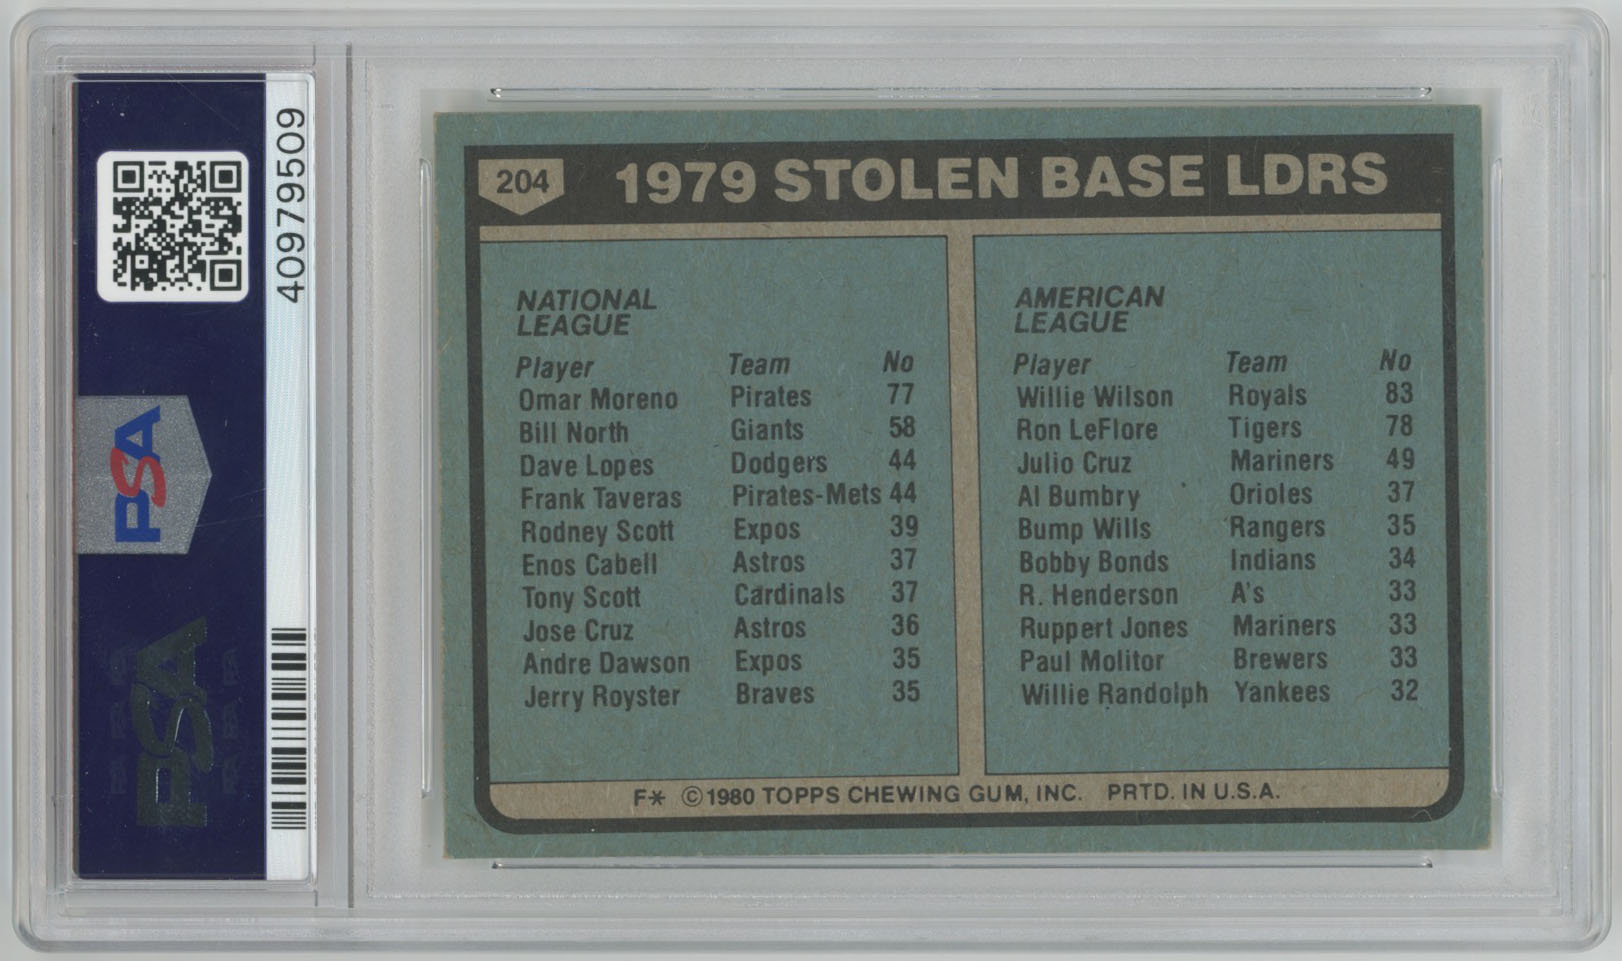 40979509
PSA
PSA
204
1979 STOLEN BASE LDRS
NATIONAL
LEAGUE
Player Team No
Omar Moreno Pirates 77
Bill North Giants 58
Dave Lopes Dodgers 44
Frank Taveras Pirates-Mets 44
Rodney Scott Expos 39
Enos Cabell Astros 37
Tony Scott Cardinals 37
Jose Cruz Astros 36
Andre Dawson Expos 35
Jerry Royster Braves 35
AMERICAN
LEAGUE
Player Team No
Willie Wilson Royals 83
Ron LeFlore Tigers 78
Julio Cruz Mariners 49
Al Bumbry Orioles 37
Bump Wills Rangers 35
Bobby Bonds Indians 34
R. Henderson A's 33
Ruppert Jones Mariners 33
Paul Molitor Brewers 33
Willie Randolph Yankees 32
F* ©1980 TOPPS CHEWING GUM, INC. PRTD. IN U.S.A.